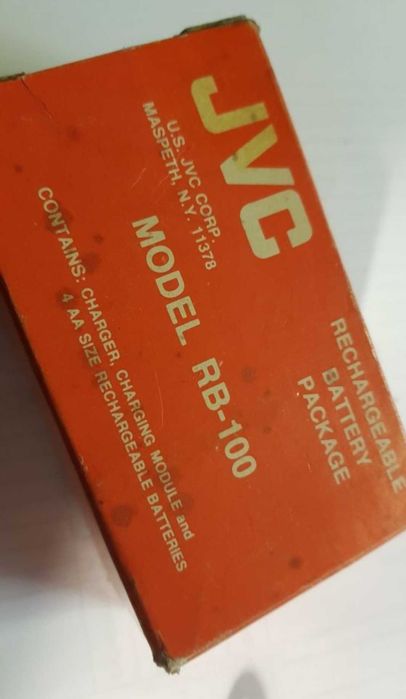 JVC
U.S. JVC CORP.
MASPETH, N.Y. 11378
RECHARGEABLE
BATTERY
PACKAGE
MODEL RB-100
CONTAINS: CHARGER, CHARGING MODULE and
4 AA SIZE RECHARGEABLE BATTERIES